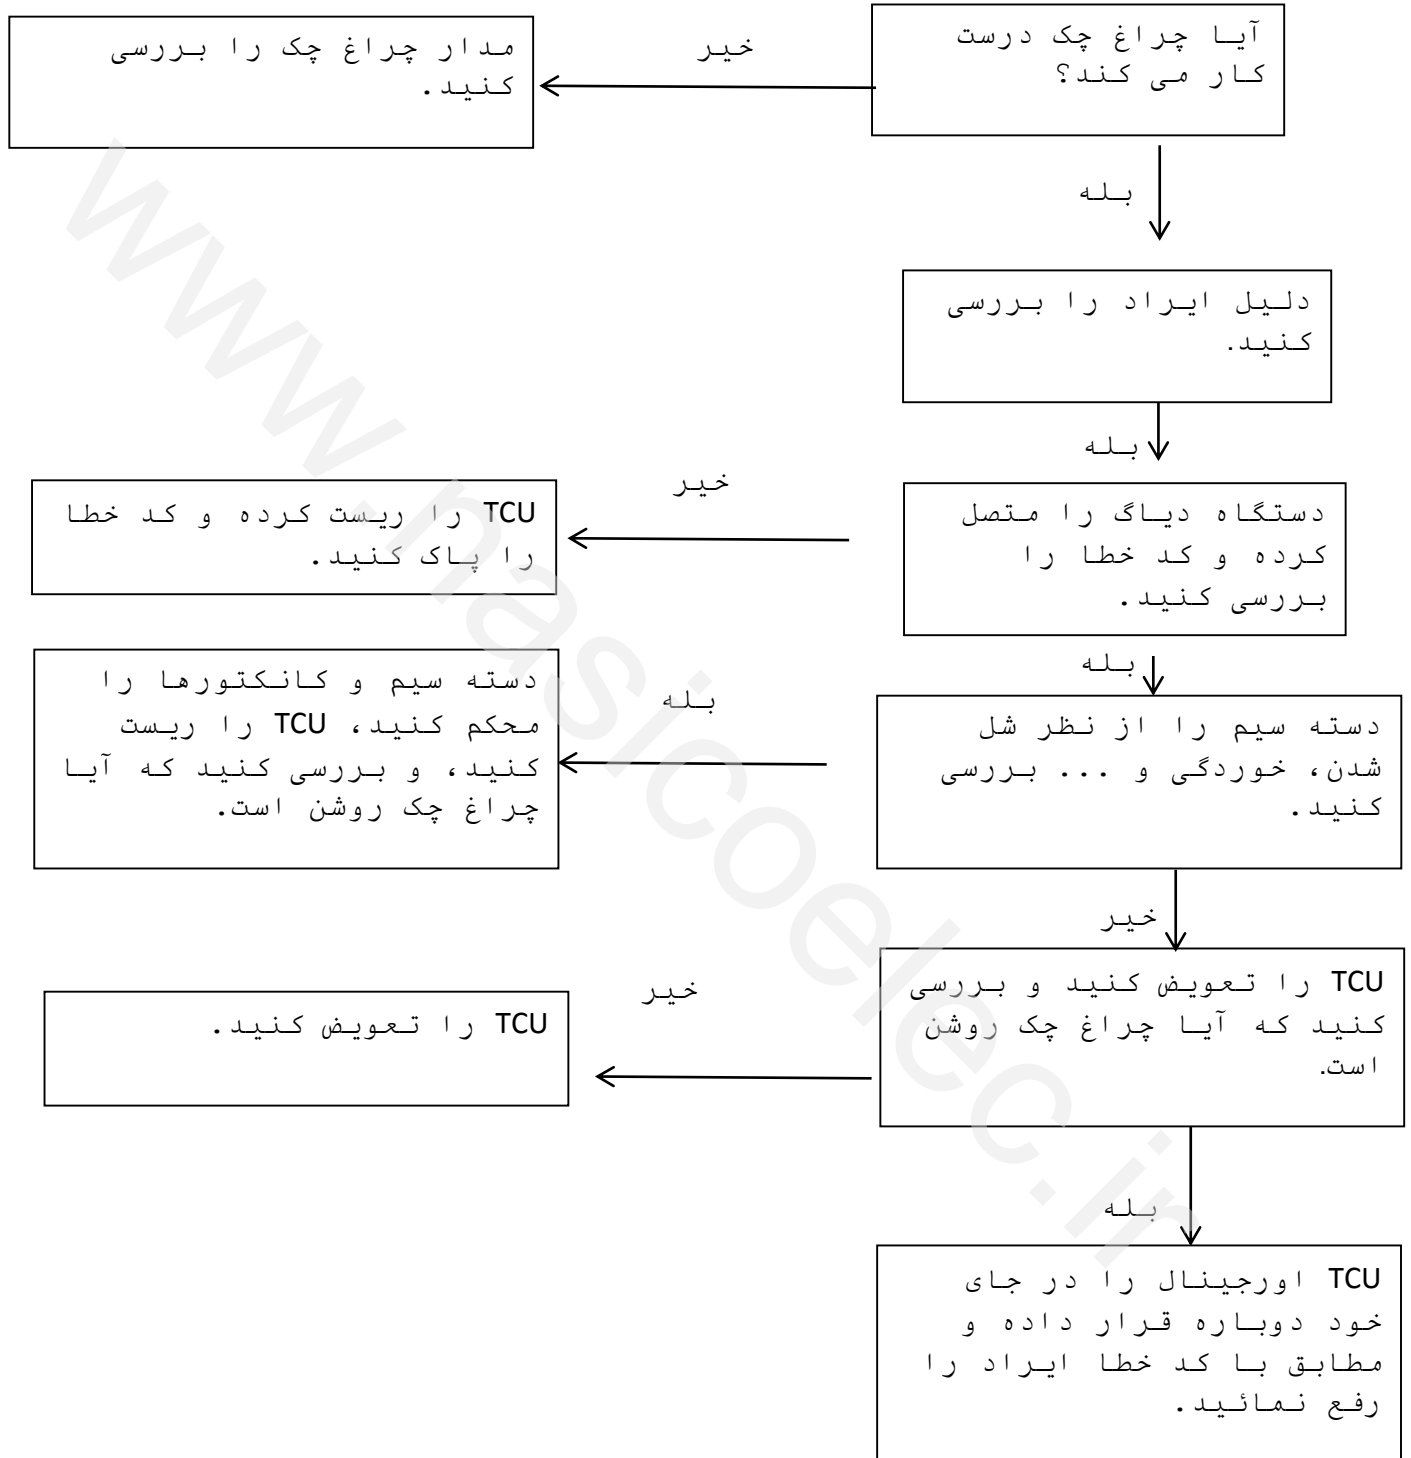 آیا چراغ چک درست
کار می کند؟
خیر
مدار چراغ چک را بررسی
کنید.
بله
دلیل ایراد را بررسی
کنید.
بله
دستگاه دیاگ را متصل
کرده و کد خطا را
بررسی کنید.
خیر
TCU را ریست کرده و کد خطا
را پاک کنید.
بله
دسته سیم را از نظر شل
شدن، خوردگی و ... بررسی
کنید.
بله
دسته سیم و کانکتورها را
محکم کنید، TCU را ریست
کنید، و بررسی کنید که آیا
چراغ چک روشن است.
خیر
TCU را تعویض کنید و بررسی
کنید که آیا چراغ چک روشن
است.
خیر
TCU را تعویض کنید.
بله
TCU اورجینال را در جای
خود دوباره قرار داده و
مطابق با کد خطا ایراد را
رفع نمائید.
www.nasicoelec.ir